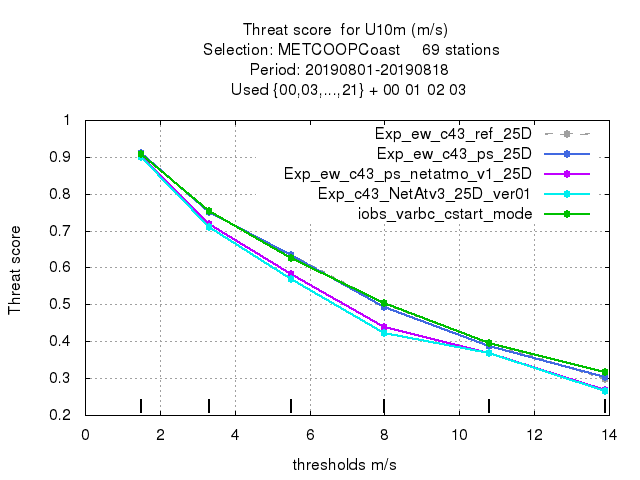 Threat score  for U10m (m/s)
Selection: METCOOPCoast     69 stations
Period: 20190801-20190818
Used {00,03,...,21} + 00 01 02 03
Exp_ew_c43_ref_25D
Exp_ew_c43_ps_25D
Exp_ew_c43_ps_netatmo_v1_25D
Exp_c43_NetAtv3_25D_ver01
iobs_varbc_cstart_mode
Threat score
1
0.9
0.8
0.7
0.6
0.5
0.4
0.3
0.2
0 2 4 6 8 10 12 14
thresholds m/s